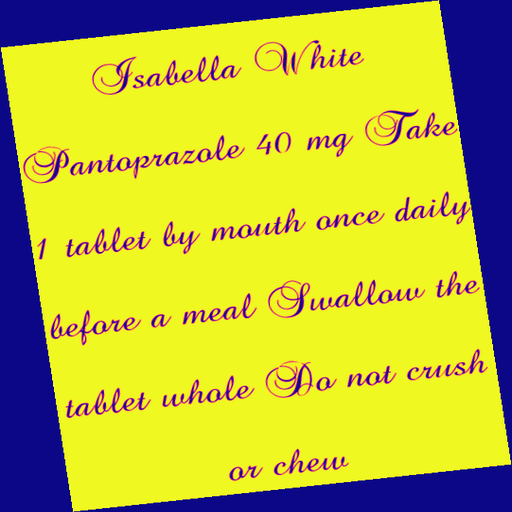 Isabella White
Pantoprazole 40 mg Take
1 tablet by mouth once daily
before a meal Swallow the
tablet whole Do not crush
or chew